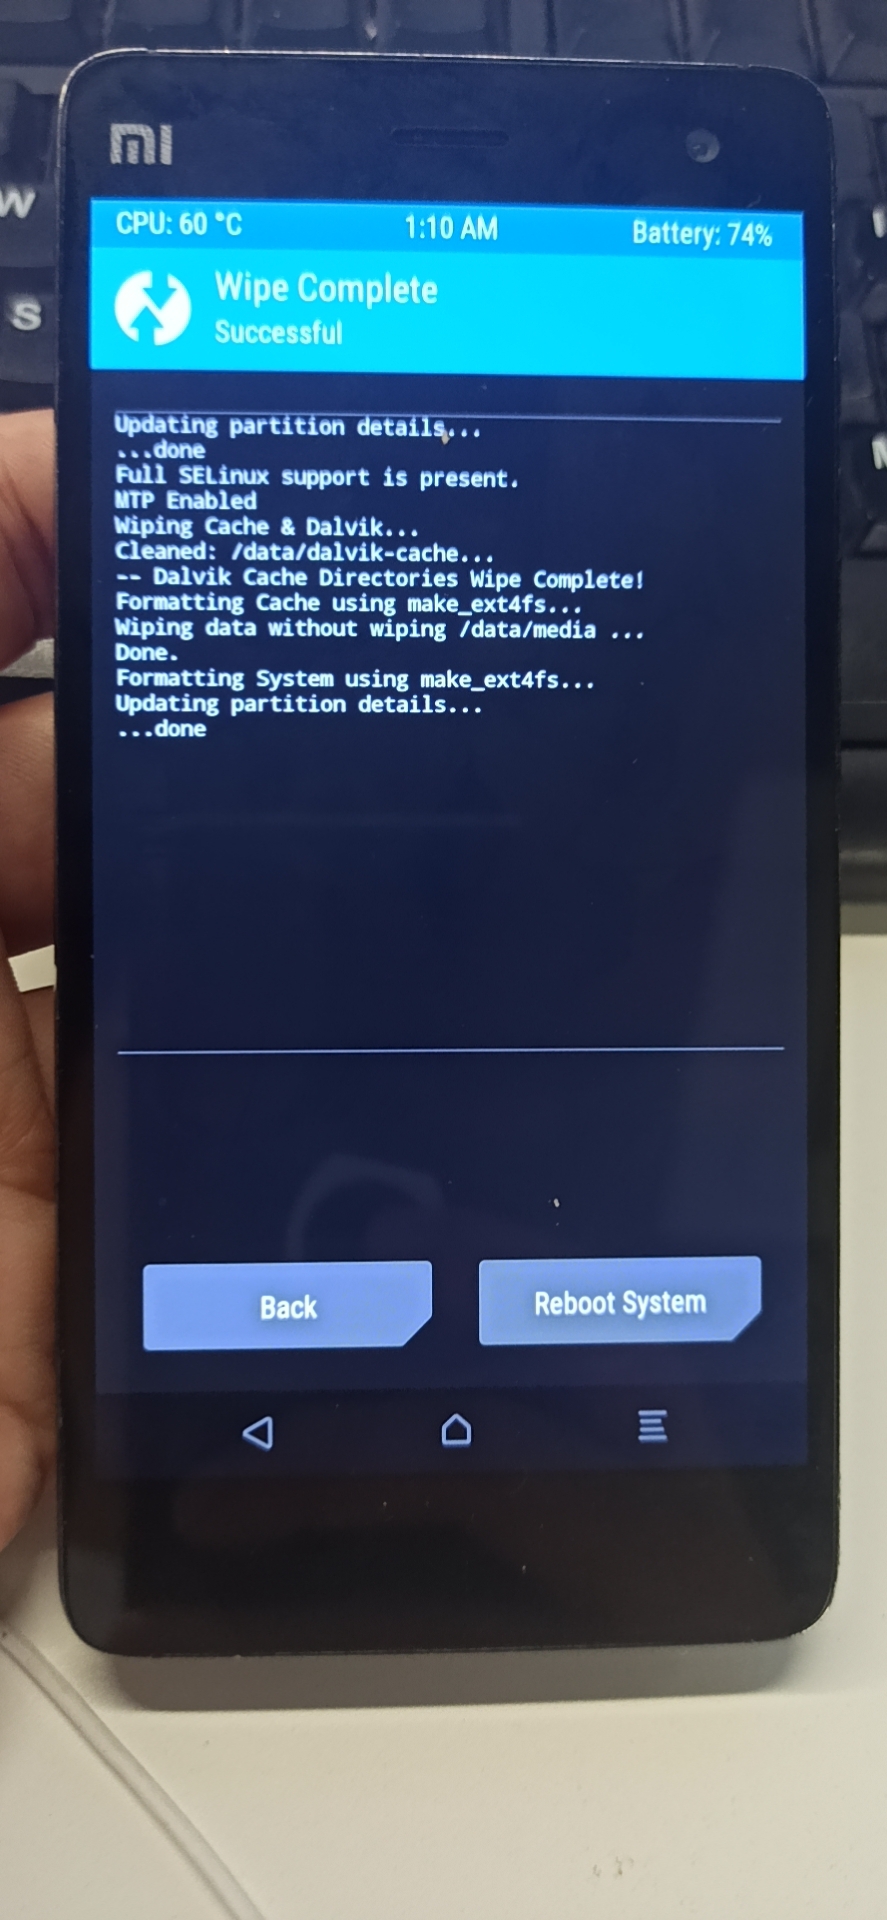 mi
W
S
CPU: 60 °C 1:10 AM Battery: 74%
Wipe Complete
Successful
Updating partition details...
...done
Full SELinux support is present.
MTP Enabled
Wiping Cache & Dalvik...
Cleaned: /data/dalvik-cache...
-- Dalvik Cache Directories Wipe Complete!
Formatting Cache using make_ext4fs...
Wiping data without wiping /data/media ...
Done.
Formatting System using make_ext4fs...
Updating partition details...
...done
Back
Reboot System